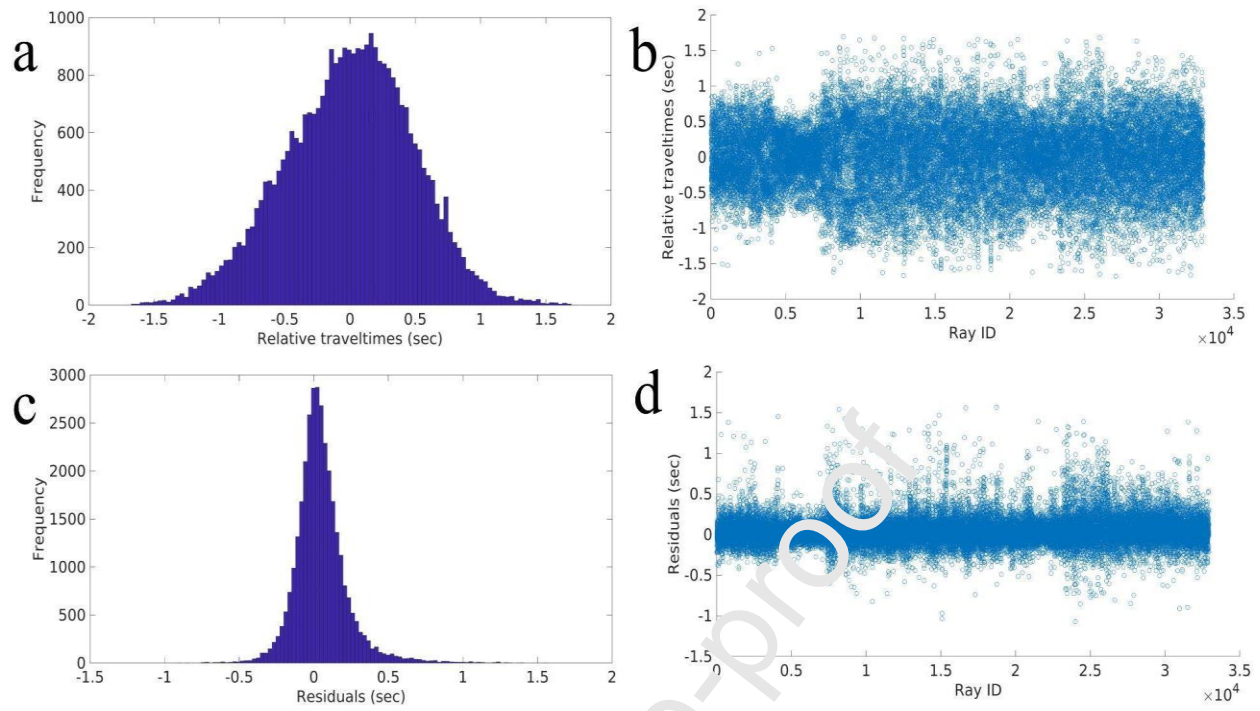 a
1000
800
600
400
200
0
Frequency
-2 -1.5 -1 -0.5 0 0.5 1 1.5 2
Relative traveltimes (sec)
b
2
1.5
1
0.5
0
-0.5
-1
-1.5
-2
Relative traveltimes (sec)
0 0.5 1 1.5 2 2.5 3 3.5
Ray ID
×10⁴
c
3000
2500
2000
1500
1000
500
0
Frequency
-1.5 -1 -0.5 0 0.5 1 1.5 2
Residuals (sec)
d
2
1.5
1
0.5
0
-0.5
-1
-1.5
Residuals (sec)
0 0.5 1 1.5 2 2.5 3 3.5
Ray ID
×10⁴
-proof